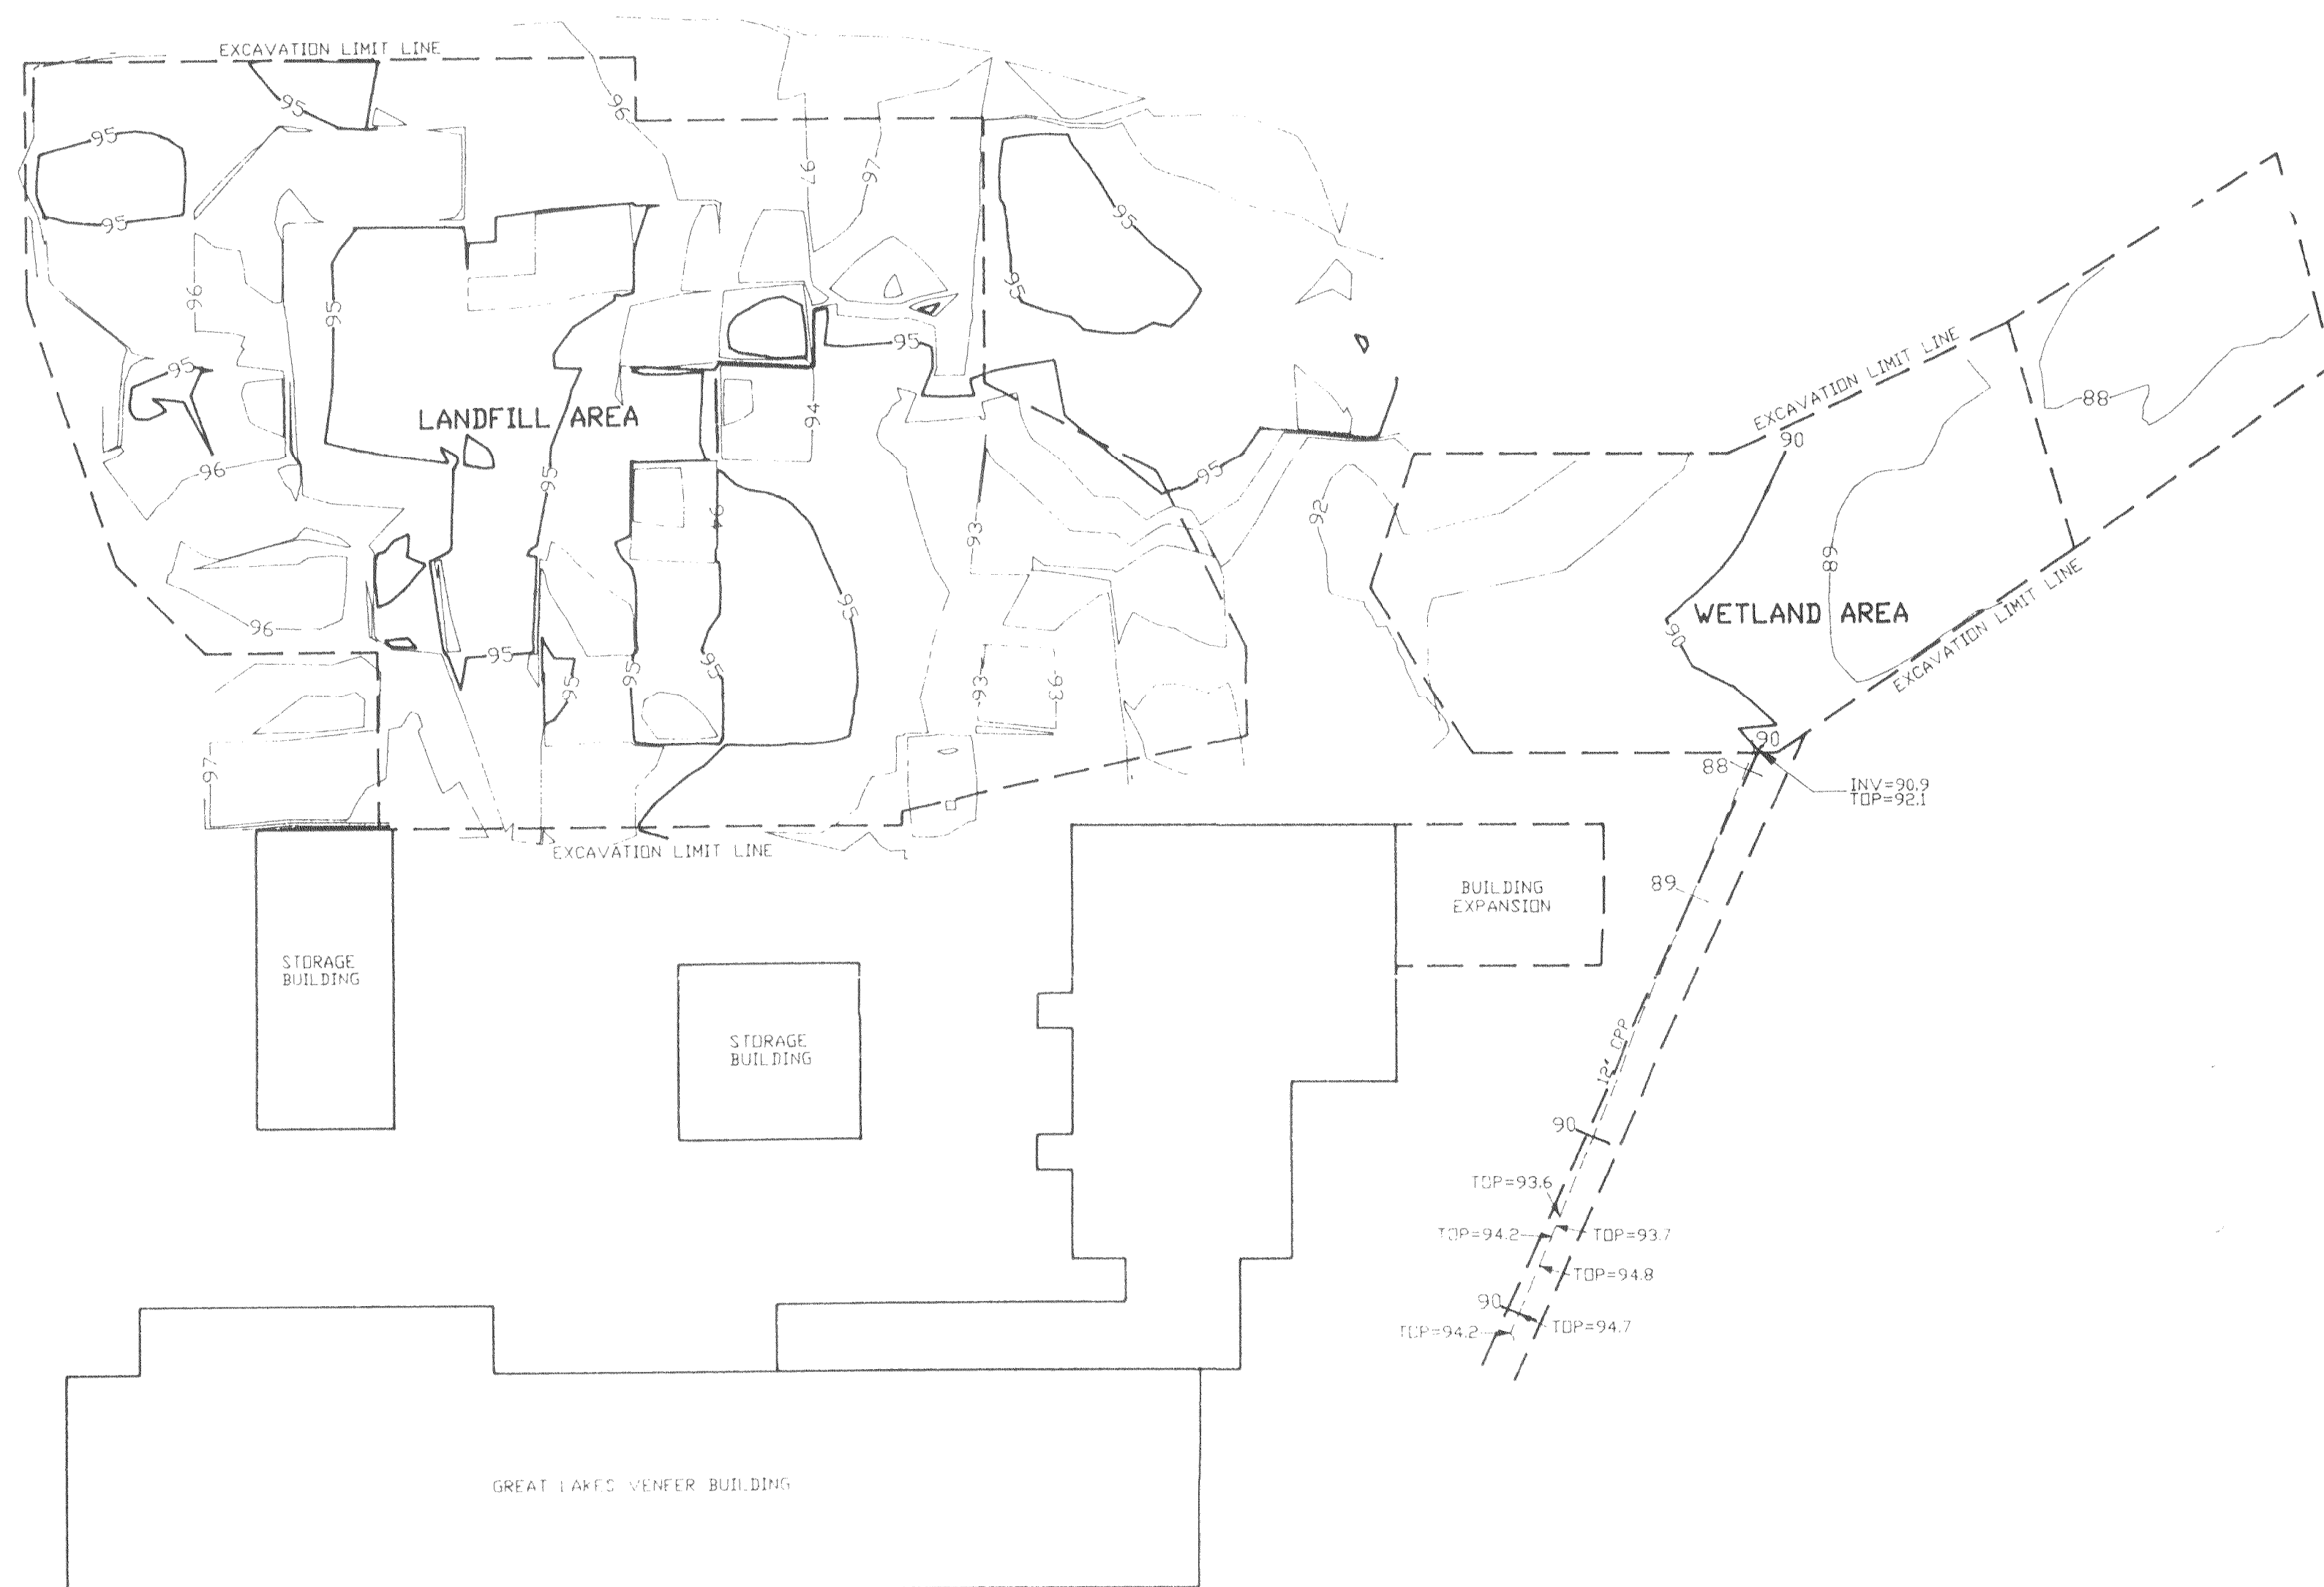 EXCAVATION LIMIT LINE
95
96
95
97
97
95
95
95
96
95
95
EXCAVATION LIMIT LINE
95
95
88
LANDFILL AREA
94
90
96
95
95
94
92
93
89
95
96
WETLAND AREA
90
EXCAVATION LIMIT LINE
95
95
95
95
93
93
97
90
88
INV=90.9
TOP=92.1
EXCAVATION LIMIT LINE
BUILDING
EXPANSION
89
STORAGE
BUILDING
STORAGE
BUILDING
12" CPP
90
TOP=93.6
TOP=94.2
TOP=93.7
TOP=94.8
90
TOP=94.2
TOP=94.7
GREAT LAKES VENEER BUILDING